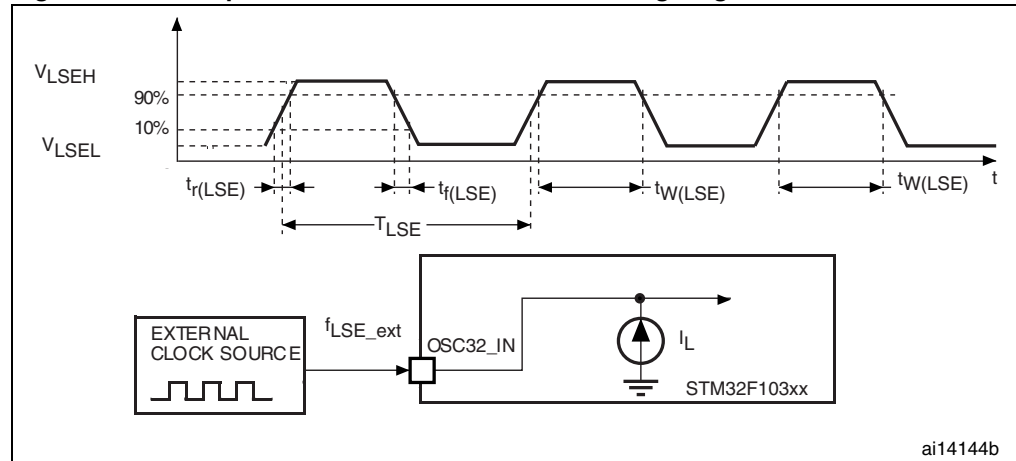 V_LSEH
90%
10%
V_LSEL
t_r(LSE)
t_f(LSE)
t_W(LSE)
t_W(LSE)
t
T_LSE
EXTERNAL
CLOCK SOURCE
f_LSE_ext
OSC32_IN
I_L
STM32F103xx
ai14144b